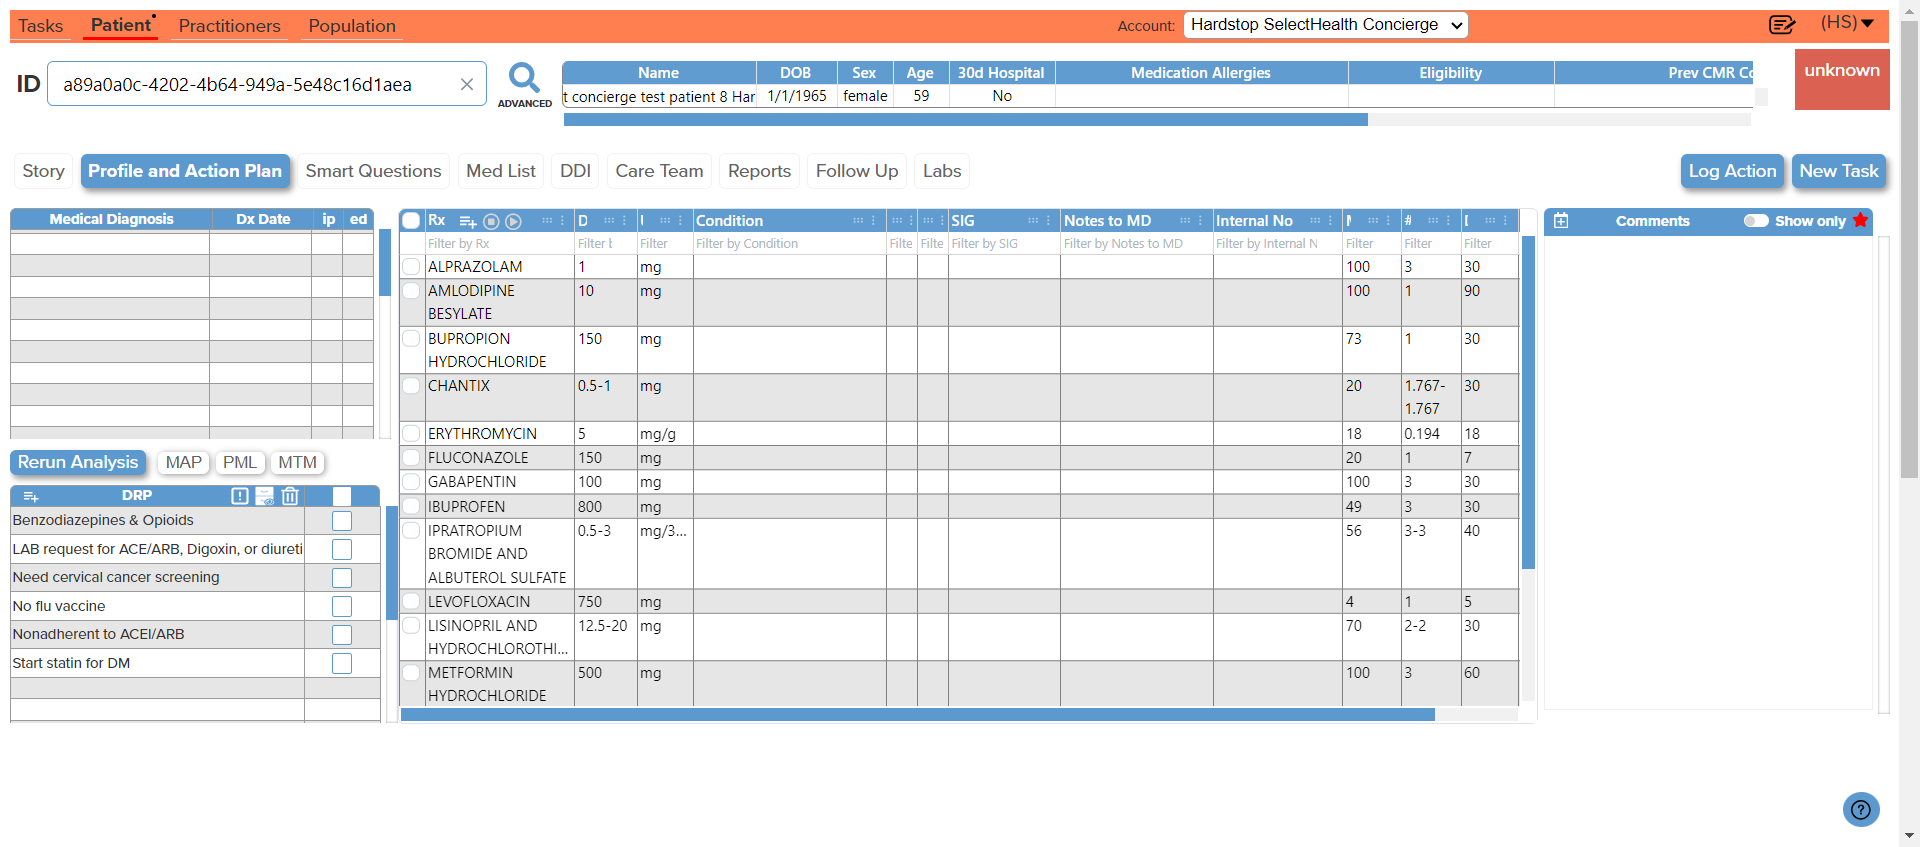 Tasks Patient Practitioners Population Account: Hardstop SelectHealth Concierge (HS)
ID a89a0a0c-4202-4b64-949a-5e48c16d1aea ADVANCED
Name DOB Sex Age 30d Hospital Medication Allergies Eligibility Prev CMR Cc
t concierge test patient 8 Har 1/1/1965 female 59 No
unknown
Story Profile and Action Plan Smart Questions Med List DDI Care Team Reports Follow Up Labs Log Action New Task
Medical Diagnosis Dx Date ip ed
Rerun Analysis MAP PML MTM
DRP
Benzodiazepines & Opioids
LAB request for ACE/ARB, Digoxin, or diureti
Need cervical cancer screening
No flu vaccine
Nonadherent to ACEI/ARB
Start statin for DM
Rx D I Condition SIG Notes to MD Internal No # D
Filter by Rx Filter t Filter Filter by Condition Filte Filte Filter by SIG Filter by Notes to MD Filter by Internal N Filter Filter Filter
ALPRAZOLAM 1 mg 100 3 30
AMLODIPINE 10 mg 100 1 90
BESYLATE
BUPROPION 150 mg 73 1 30
HYDROCHLORIDE
CHANTIX 0.5-1 mg 20 1.767- 30
1.767
ERYTHROMYCIN 5 mg/g 18 0.194 18
FLUCONAZOLE 150 mg 20 1 7
GABAPENTIN 100 mg 100 3 30
IBUPROFEN 800 mg 49 3 30
IPRATROPIUM 0.5-3 mg/3... 56 3-3 40
BROMIDE AND
ALBUTEROL SULFATE
LEVOFLOXACIN 750 mg 4 1 5
LISINOPRIL AND 12.5-20 mg 70 2-2 30
HYDROCHLOROTHI...
METFORMIN 500 mg 100 3 60
HYDROCHLORIDE
Comments Show only